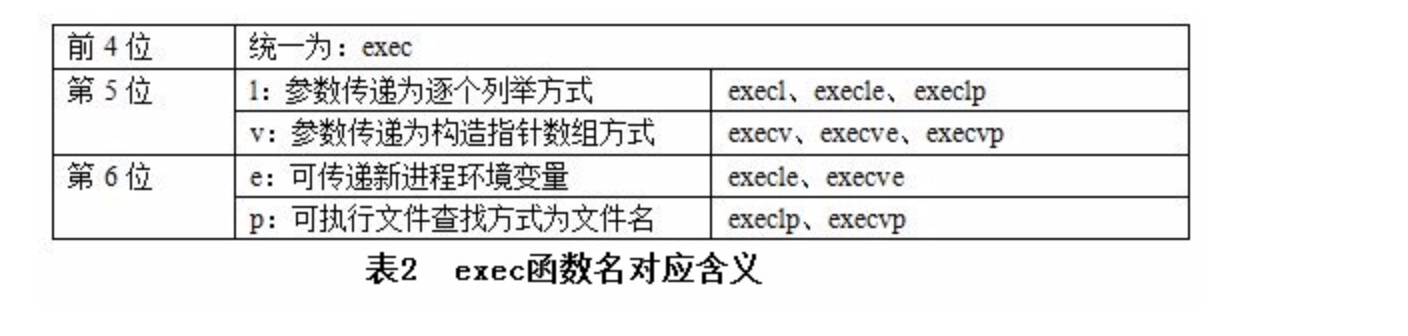 前 4 位 统一为：exec
第 5 位 l：参数传递为逐个列举方式 execl、execle、execlp
v：参数传递为构造指针数组方式 execv、execve、execvp
第 6 位 e：可传递新进程环境变量 execle、execve
p：可执行文件查找方式为文件名 execlp、execvp
表2 exec函数名对应含义